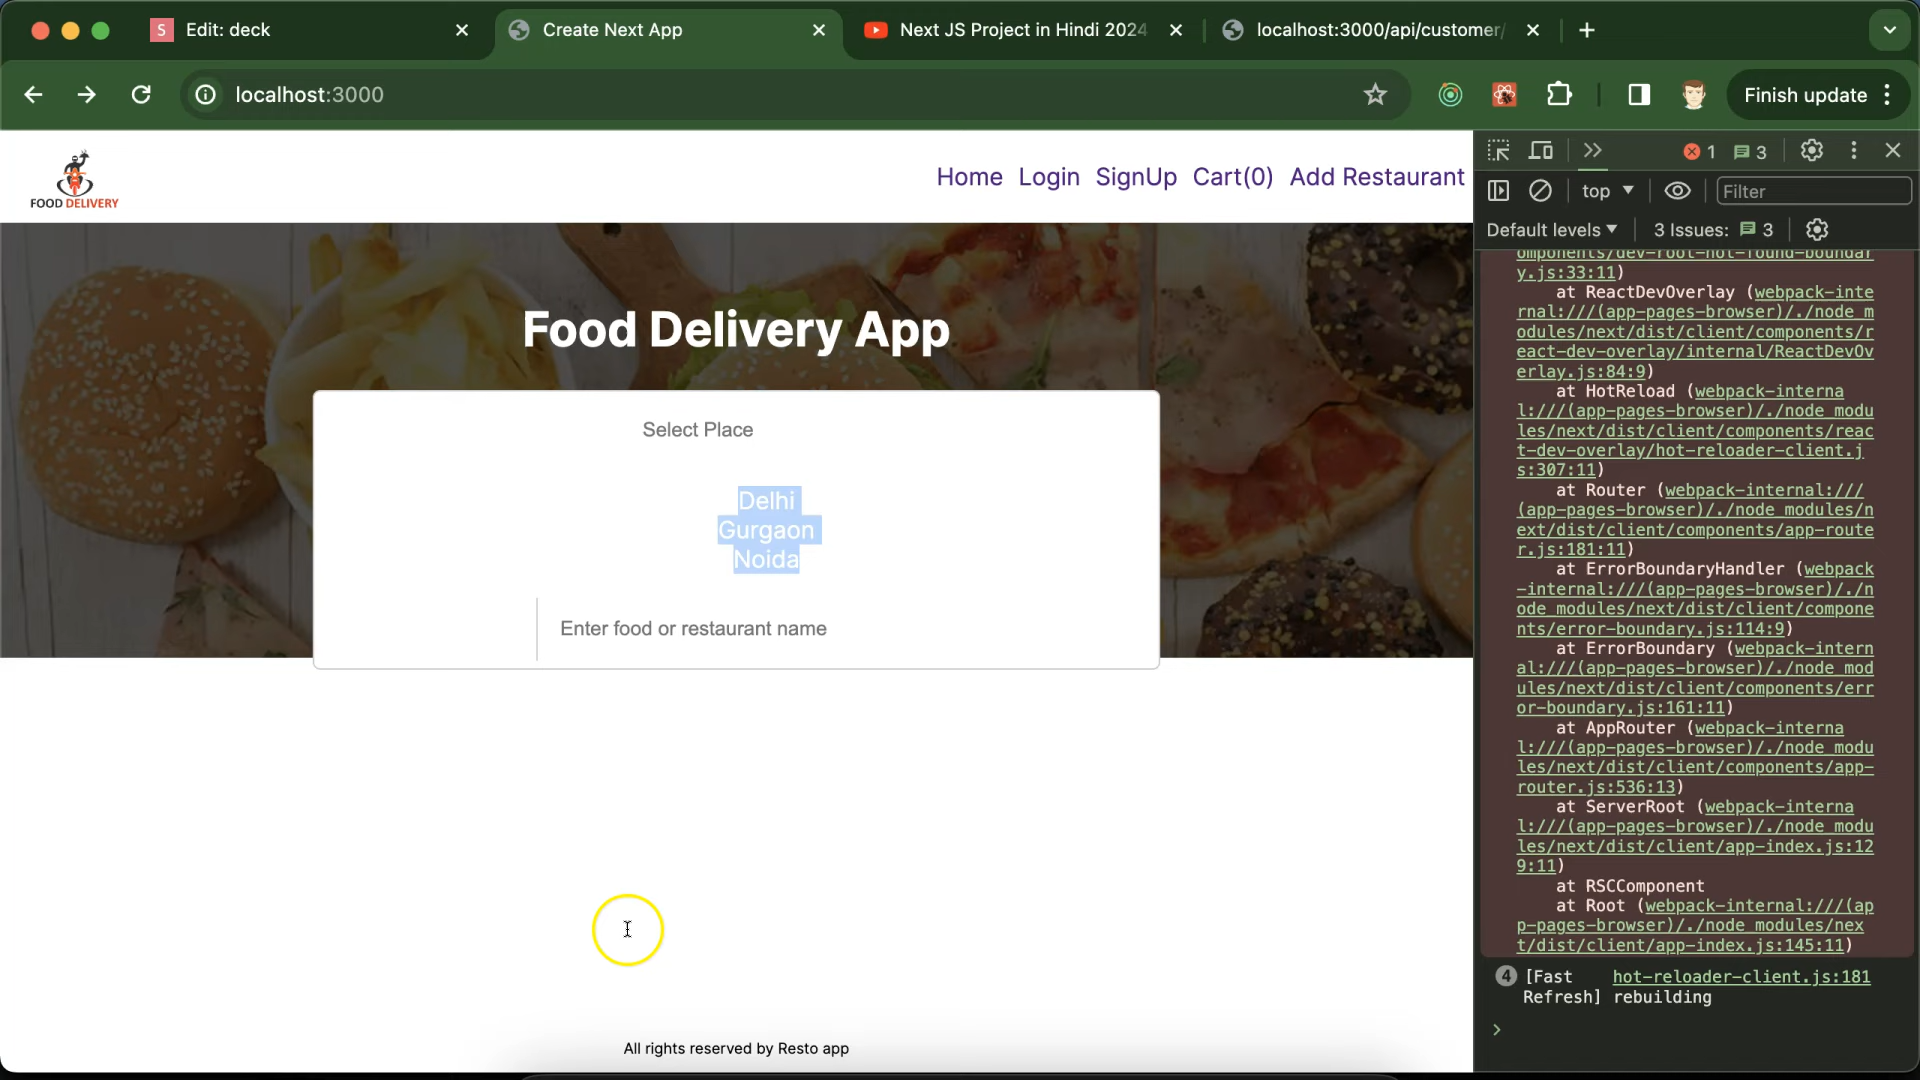 S Edit: deck
Create Next App
Next JS Project in Hindi 2024
localhost:3000/api/customer/
localhost:3000
Finish update
FOOD DELIVERY
Home Login SignUp Cart(0) Add Restaurant
Food Delivery App
Select Place
Delhi
Gurgaon
Noida
Enter food or restaurant name
All rights reserved by Resto app
1 3
top Filter
Default levels 3 Issues: 3
omponents/dev-root-not-found-boundar
y.js:33:11)
at ReactDevOverlay (webpack-inte
rnal:///(app-pages-browser)/./node_m
odules/next/dist/client/components/r
eact-dev-overlay/internal/ReactDevOv
erlay.js:84:9)
at HotReload (webpack-interna
l:///(app-pages-browser)/./node_modu
les/next/dist/client/components/reac
t-dev-overlay/hot-reloader-client.j
s:307:11)
at Router (webpack-internal:///
(app-pages-browser)/./node_modules/n
ext/dist/client/components/app-route
r.js:181:11)
at ErrorBoundaryHandler (webpack
-internal:///(app-pages-browser)/./n
ode_modules/next/dist/client/compone
nts/error-boundary.js:114:9)
at ErrorBoundary (webpack-intern
al:///(app-pages-browser)/./node_mod
ules/next/dist/client/components/err
or-boundary.js:161:11)
at AppRouter (webpack-interna
l:///(app-pages-browser)/./node_modu
les/next/dist/client/components/app-
router.js:536:13)
at ServerRoot (webpack-interna
l:///(app-pages-browser)/./node_modu
les/next/dist/client/app-index.js:12
9:11)
at RSCComponent
at Root (webpack-internal:///(ap
p-pages-browser)/./node_modules/nex
t/dist/client/app-index.js:145:11)
4 [Fast hot-reloader-client.js:181
Refresh] rebuilding